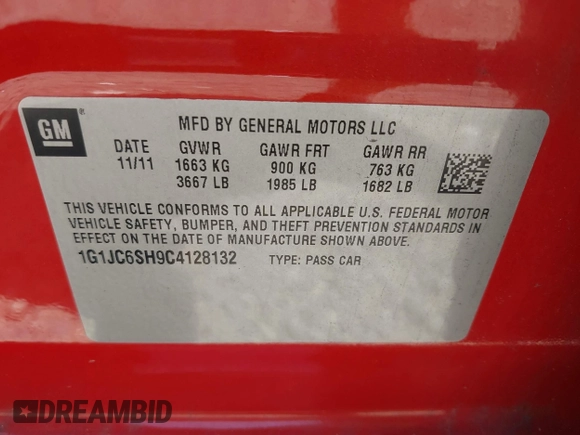 GM
MFD BY GENERAL MOTORS LLC
DATE GVWR GAWR FRT GAWR RR
11/11 1663 KG 900 KG 763 KG
3667 LB 1985 LB 1682 LB
THIS VEHICLE CONFORMS TO ALL APPLICABLE U.S. FEDERAL MOTOR
VEHICLE SAFETY, BUMPER, AND THEFT PREVENTION STANDARDS IN
EFFECT ON THE DATE OF MANUFACTURE SHOWN ABOVE.
1G1JC6SH9C4128132 TYPE: PASS CAR
DREAMBID